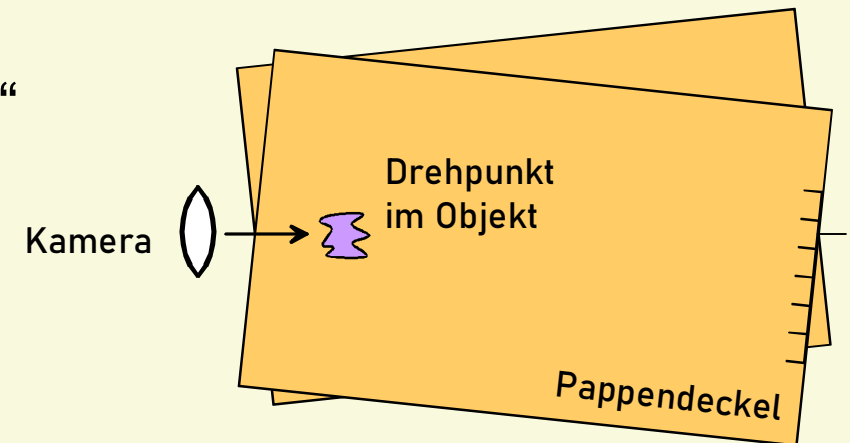 “
Drehpunkt
im Objekt
Kamera
Pappendeckel